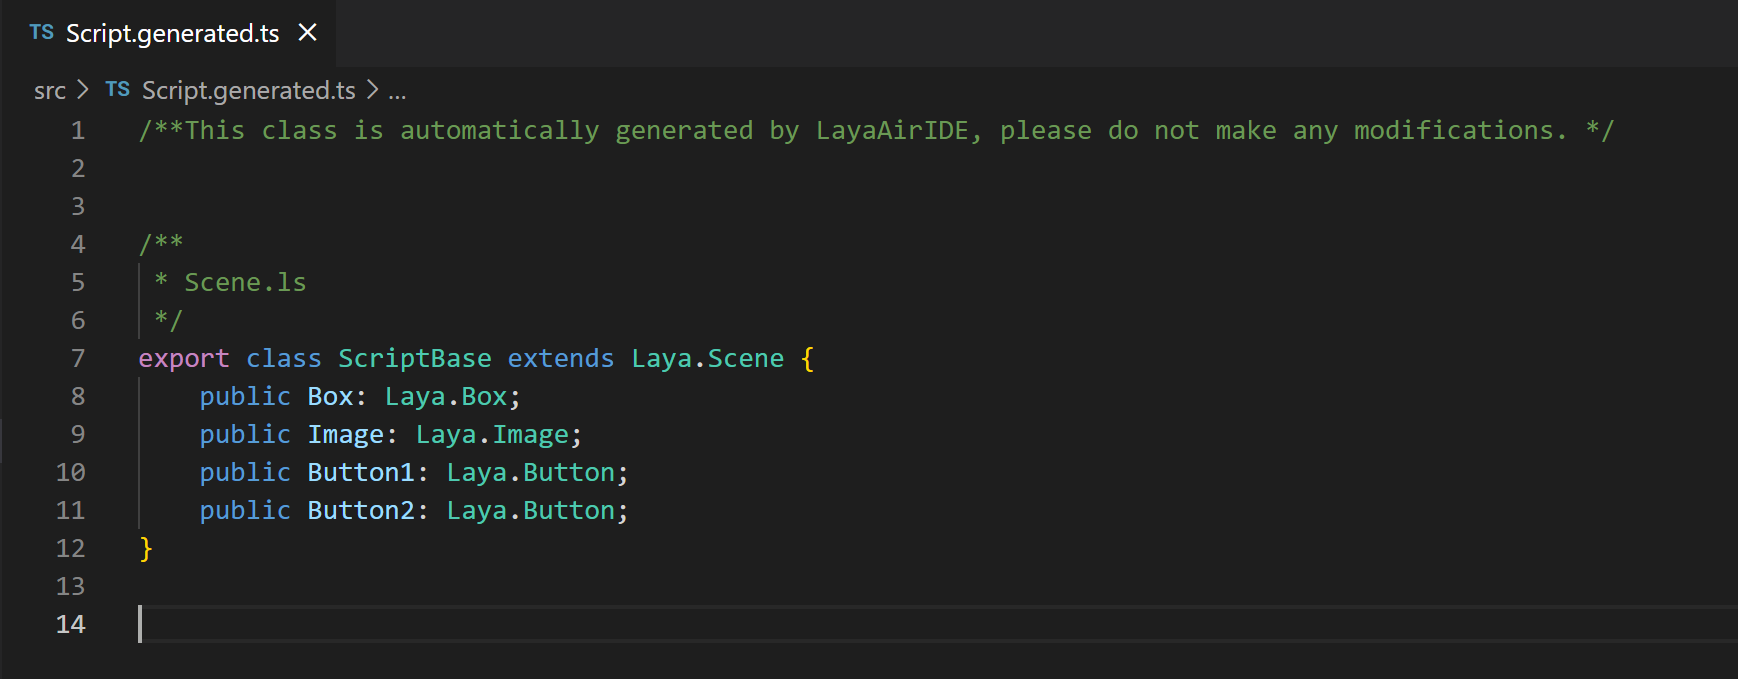 TS Script.generated.ts ×
src > TS Script.generated.ts > ...
1 /**This class is automatically generated by LayaAirIDE, please do not make any modifications. */
2
3
4 /**
5  * Scene.ls
6  */
7 export class ScriptBase extends Laya.Scene {
8     public Box: Laya.Box;
9     public Image: Laya.Image;
10     public Button1: Laya.Button;
11     public Button2: Laya.Button;
12 }
13
14